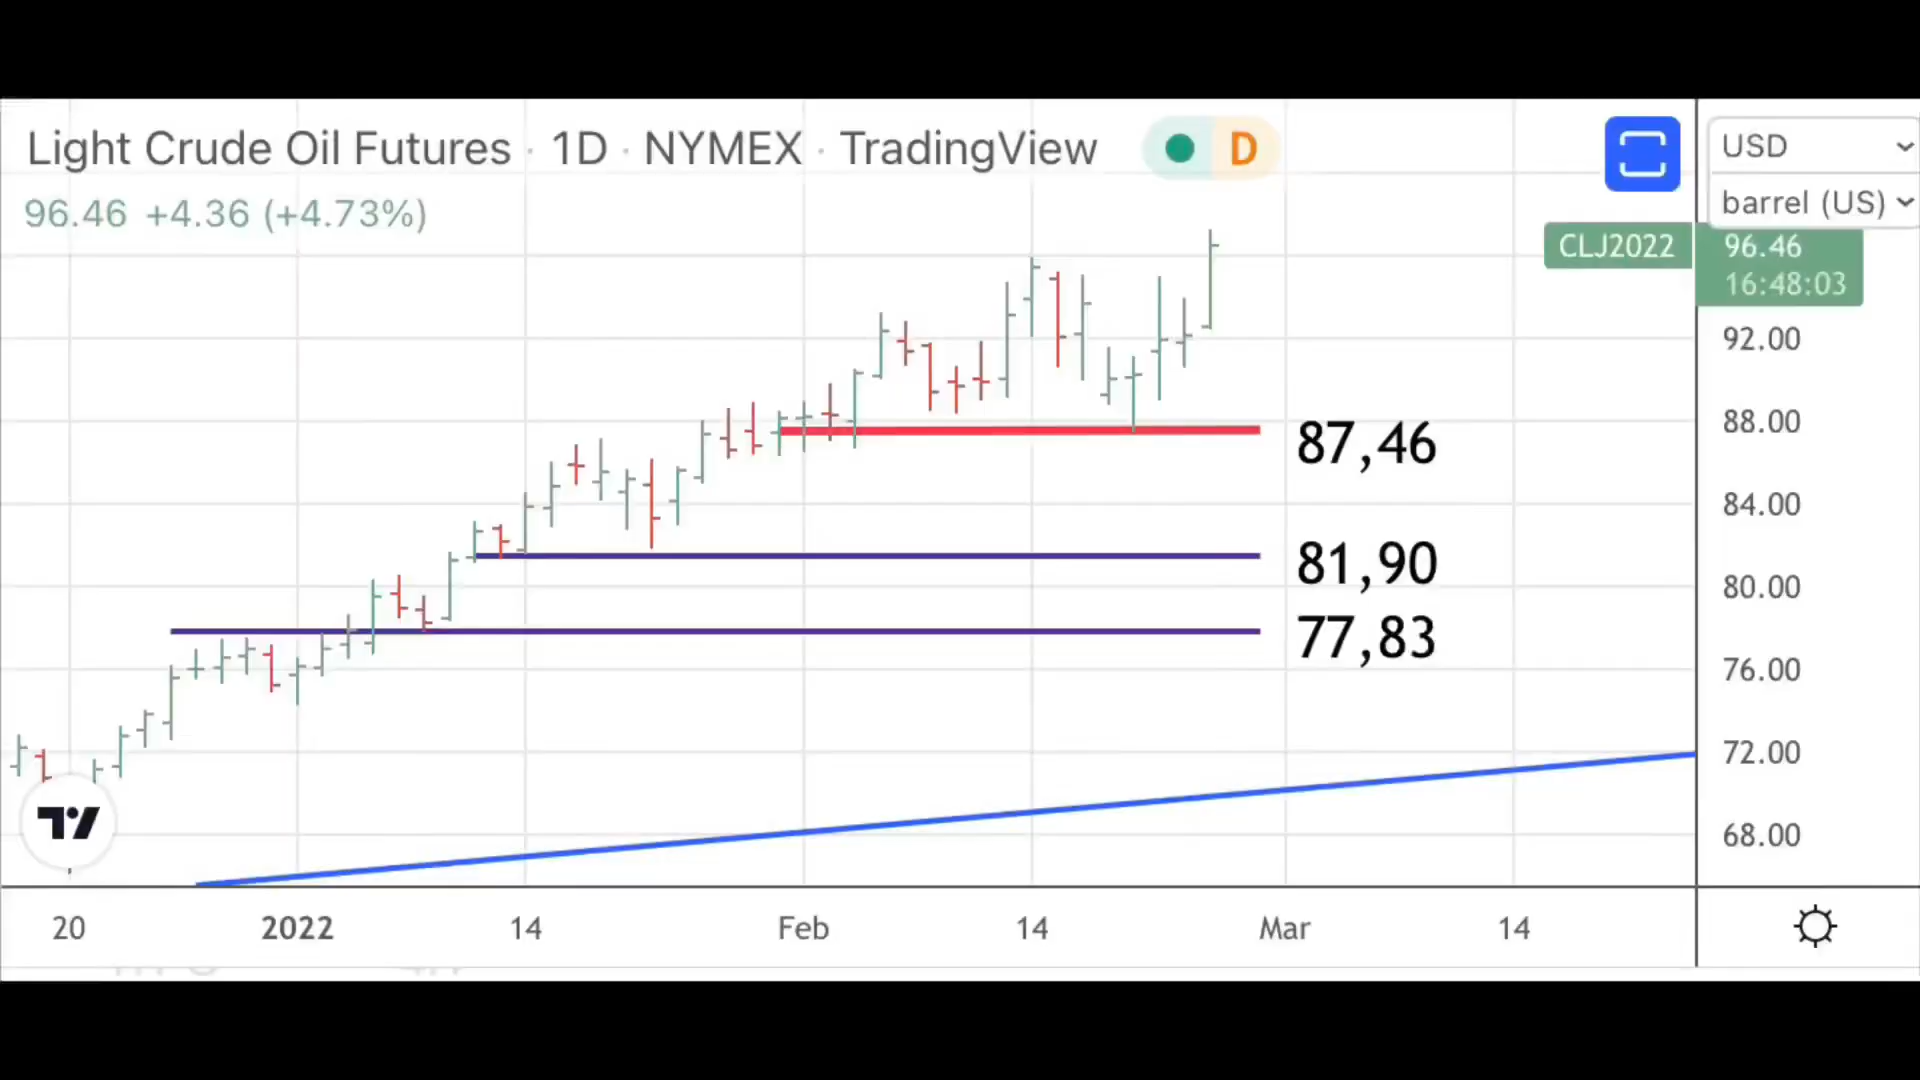 Light Crude Oil Futures · 1D · NYMEX · TradingView D
96.46 +4.36 (+4.73%)
USD
barrel (US)
CLJ2022 96.46
16:48:03
92.00
88.00
87,46
84.00
81,90
80.00
77,83
76.00
72.00
68.00
20 2022 14 Feb 14 Mar 14